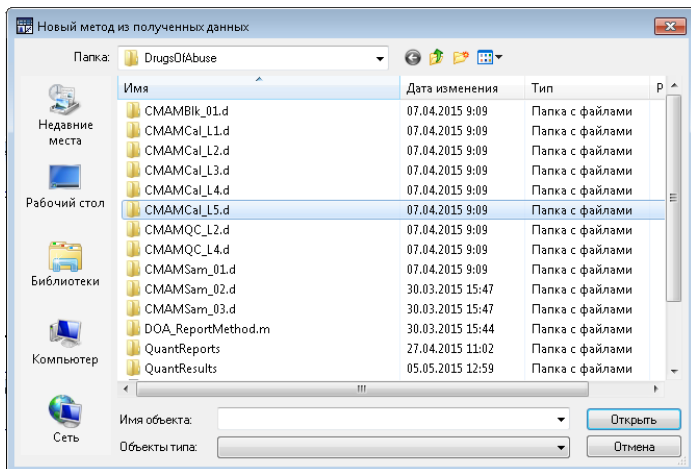 Новый метод из полученных данных
Папка: DrugsOfAbuse
Имя Дата изменения Тип Р
CMAMBlk_01.d 07.04.2015 9:09 Папка с файлами
CMAMCal_L1.d 07.04.2015 9:09 Папка с файлами
CMAMCal_L2.d 07.04.2015 9:09 Папка с файлами
CMAMCal_L3.d 07.04.2015 9:09 Папка с файлами
CMAMCal_L4.d 07.04.2015 9:09 Папка с файлами
CMAMCal_L5.d 07.04.2015 9:09 Папка с файлами
CMAMQC_L2.d 07.04.2015 9:09 Папка с файлами
CMAMQC_L4.d 07.04.2015 9:09 Папка с файлами
CMAMSam_01.d 07.04.2015 9:09 Папка с файлами
CMAMSam_02.d 30.03.2015 15:47 Папка с файлами
CMAMSam_03.d 30.03.2015 15:47 Папка с файлами
DOA_ReportMethod.m 30.03.2015 15:44 Папка с файлами
QuantReports 27.04.2015 11:02 Папка с файлами
QuantResults 05.05.2015 12:59 Папка с файлами
Недавние
места
Рабочий стол
Библиотеки
Компьютер
Сеть
Имя объекта: Открыть
Объекты типа: Отмена